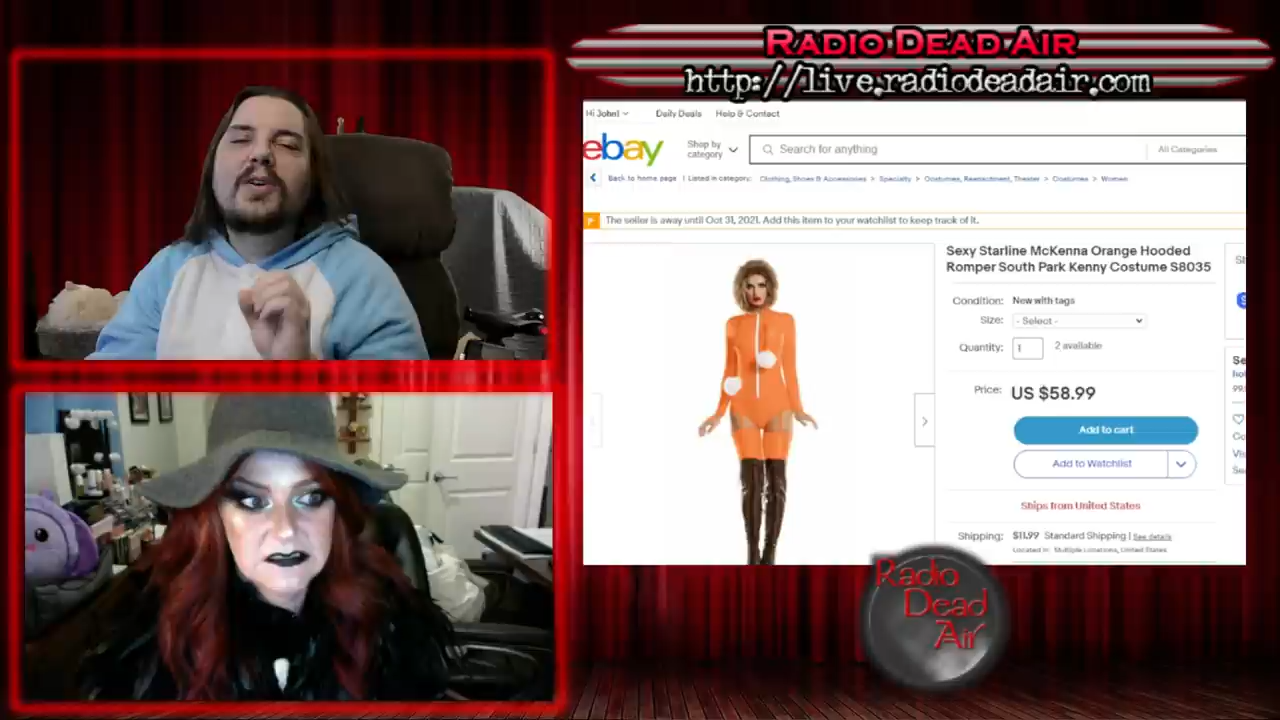 Radio Dead Air
http://live.radiodeadair.com
Hi John!
Daily Deals
Help & Contact
ebay
Shop by category
Search for anything
All Categories
Back to home page
Listed in category:
Clothing, Shoes & Accessories > Specialty > Costumes, Reenactment, Theater > Costumes > Women
The seller is away until Oct 31, 2021. Add this item to your watchlist to keep track of it.
Sexy Starline McKenna Orange Hooded
Romper South Park Kenny Costume S8035
Condition: New with tags
Size: - Select -
Quantity: 1 2 available
Price: US $58.99
Add to cart
Add to Watchlist
Ships from United States
Shipping: $11.99 Standard Shipping | See details
Located in: Multiple Locations, United States
Radio
Dead
Air